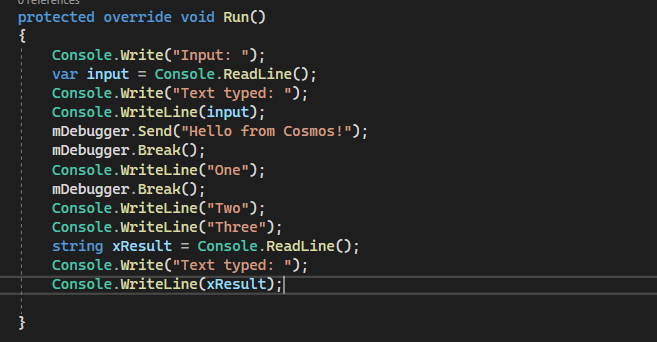 0 references
protected override void Run()
{
Console.Write("Input: ");
var input = Console.ReadLine();
Console.Write("Text typed: ");
Console.WriteLine(input);
mDebugger.Send("Hello from Cosmos!");
mDebugger.Break();
Console.WriteLine("One");
mDebugger.Break();
Console.WriteLine("Two");
Console.WriteLine("Three");
string xResult = Console.ReadLine();
Console.Write("Text typed: ");
Console.WriteLine(xResult);
}